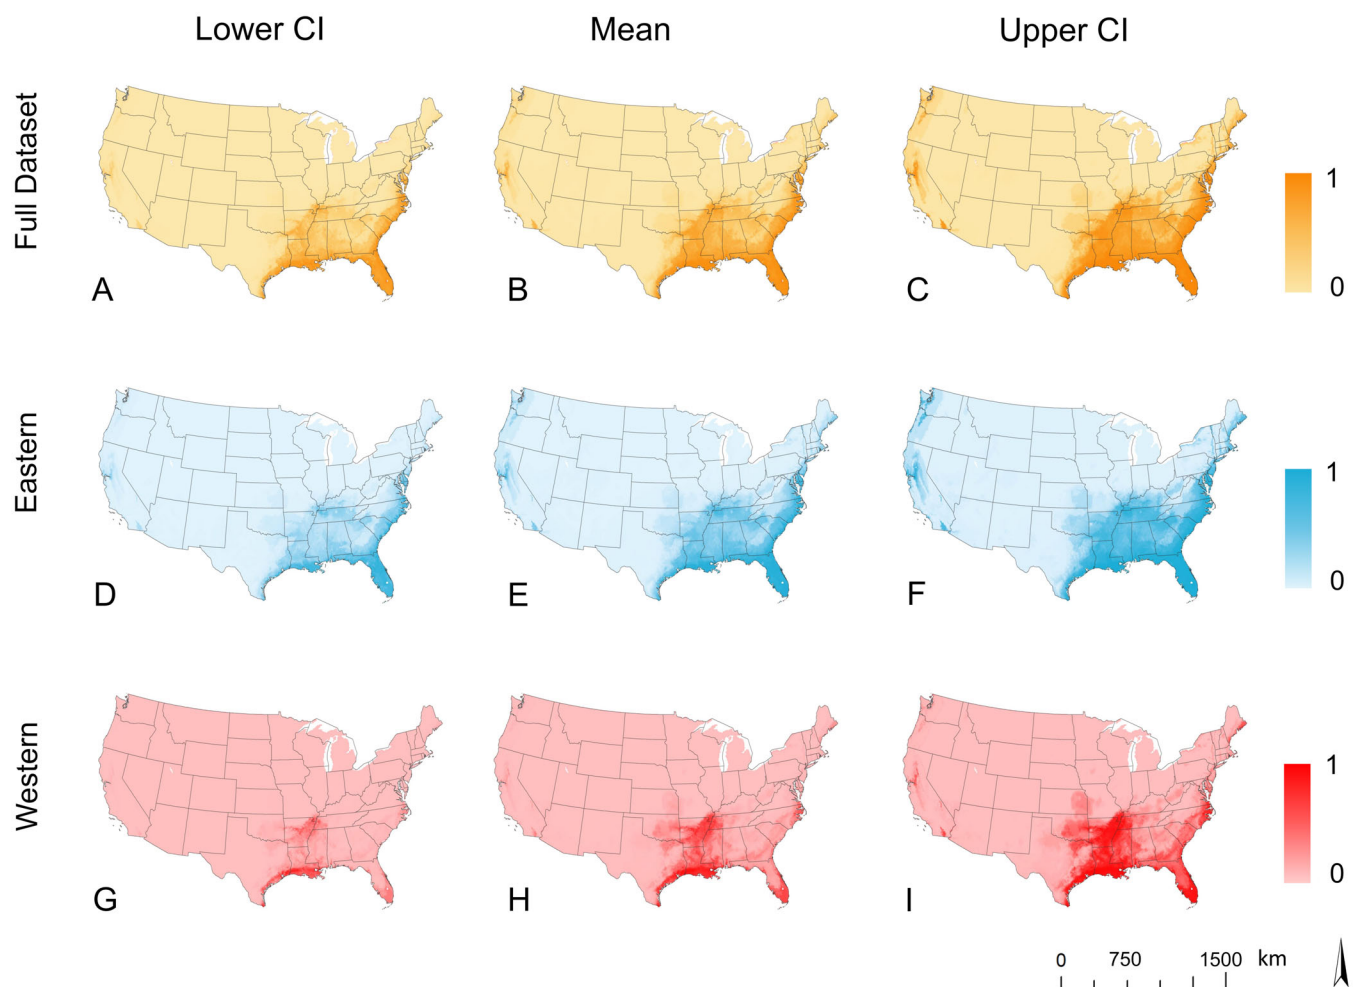 Lower CI Mean Upper CI
Full Dataset
1
0
A B C
Eastern
1
0
D E F
Western
1
0
G H I
0 750 1500 km